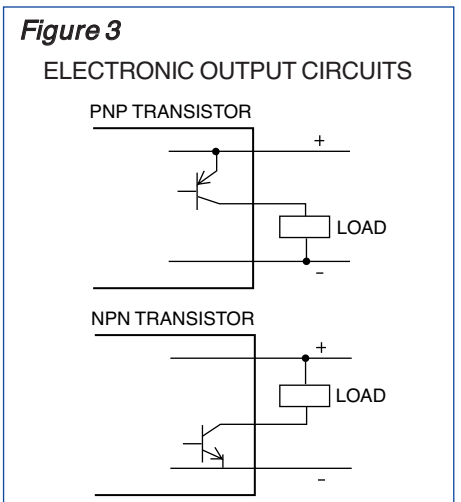 Figure 3
ELECTRONIC OUTPUT CIRCUITS
PNP TRANSISTOR
+
LOAD
–
NPN TRANSISTOR
+
LOAD
–